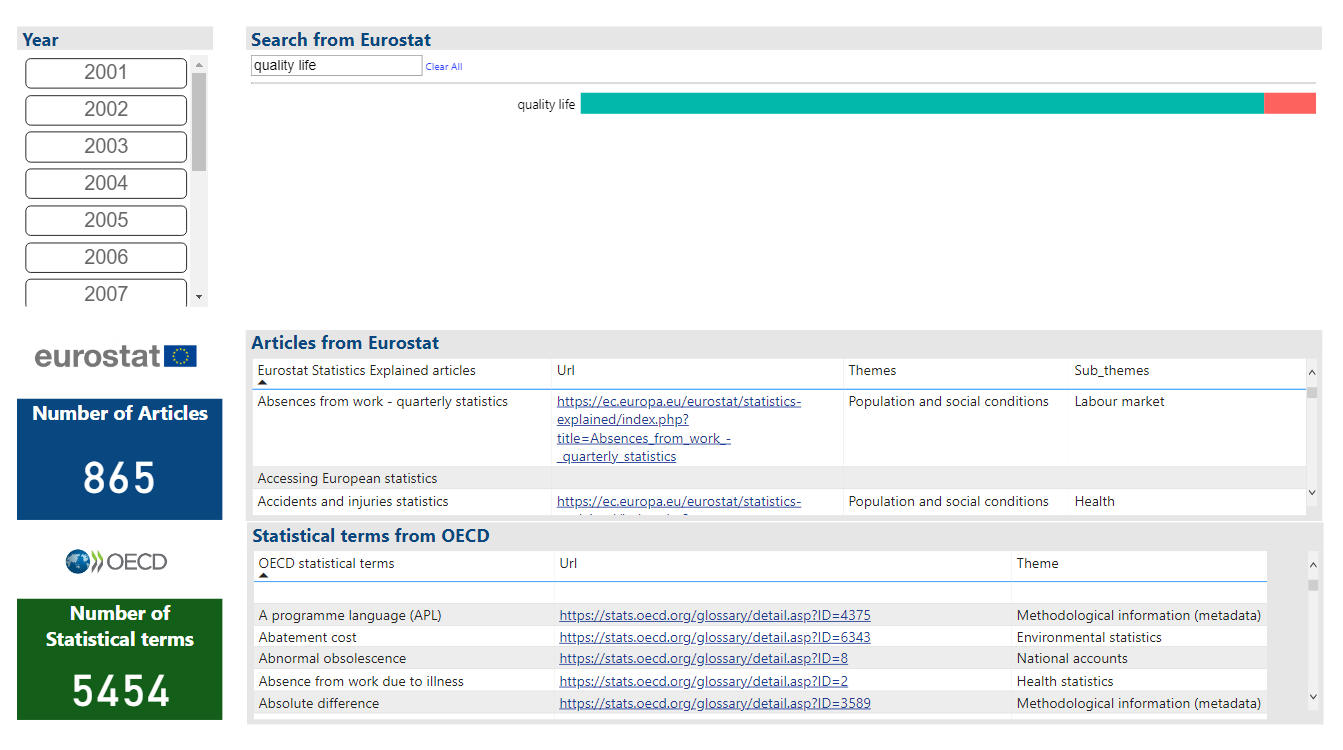 Year
2001
2002
2003
2004
2005
2006
2007
Search from Eurostat
quality life Clear All
quality life
eurostat
Number of Articles
865
Articles from Eurostat
Eurostat Statistics Explained articles Url Themes Sub_themes
Absences from work - quarterly statistics https://ec.europa.eu/eurostat/statistics- Population and social conditions Labour market
explained/index.php?
title=Absences_from_work_-
_quarterly_statistics
Accessing European statistics
Accidents and injuries statistics https://ec.europa.eu/eurostat/statistics- Population and social conditions Health
OECD
Number of
Statistical terms
5454
Statistical terms from OECD
OECD statistical terms Url Theme
A programme language (APL) https://stats.oecd.org/glossary/detail.asp?ID=4375 Methodological information (metadata)
Abatement cost https://stats.oecd.org/glossary/detail.asp?ID=6343 Environmental statistics
Abnormal obsolescence https://stats.oecd.org/glossary/detail.asp?ID=8 National accounts
Absence from work due to illness https://stats.oecd.org/glossary/detail.asp?ID=2 Health statistics
Absolute difference https://stats.oecd.org/glossary/detail.asp?ID=3589 Methodological information (metadata)